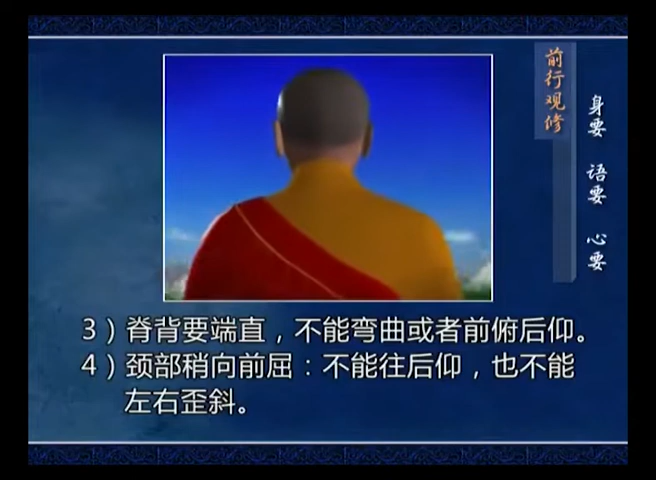 前行观修
身要 语要 心要
3）脊背要端直，不能弯曲或者前俯后仰。
4）颈部稍向前屈：不能往后仰，也不能
左右歪斜。